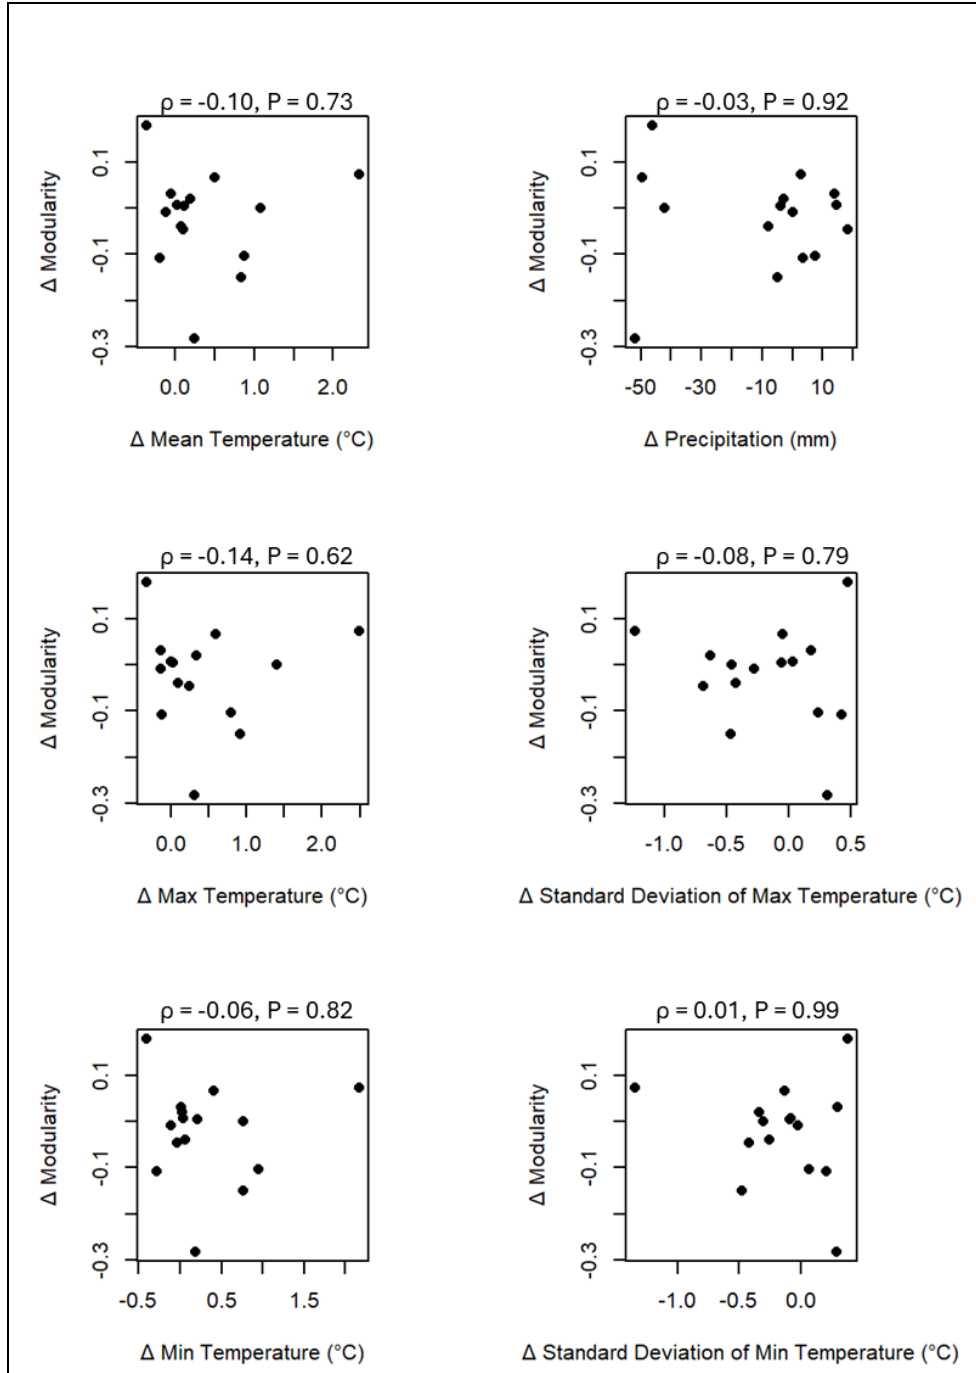 ρ = -0.10, P = 0.73
Δ Modularity
0.1
-0.1
-0.3
0.0 1.0 2.0
Δ Mean Temperature (°C)
ρ = -0.03, P = 0.92
Δ Modularity
0.1
-0.1
-0.3
-50 -30 -10 10
Δ Precipitation (mm)
ρ = -0.14, P = 0.62
Δ Modularity
0.1
-0.1
-0.3
0.0 1.0 2.0
Δ Max Temperature (°C)
ρ = -0.08, P = 0.79
Δ Modularity
0.1
-0.1
-0.3
-1.0 -0.5 0.0 0.5
Δ Standard Deviation of Max Temperature (°C)
ρ = -0.06, P = 0.82
Δ Modularity
0.1
-0.1
-0.3
-0.5 0.5 1.5
Δ Min Temperature (°C)
ρ = 0.01, P = 0.99
Δ Modularity
0.1
-0.1
-0.3
-1.0 -0.5 0.0
Δ Standard Deviation of Min Temperature (°C)